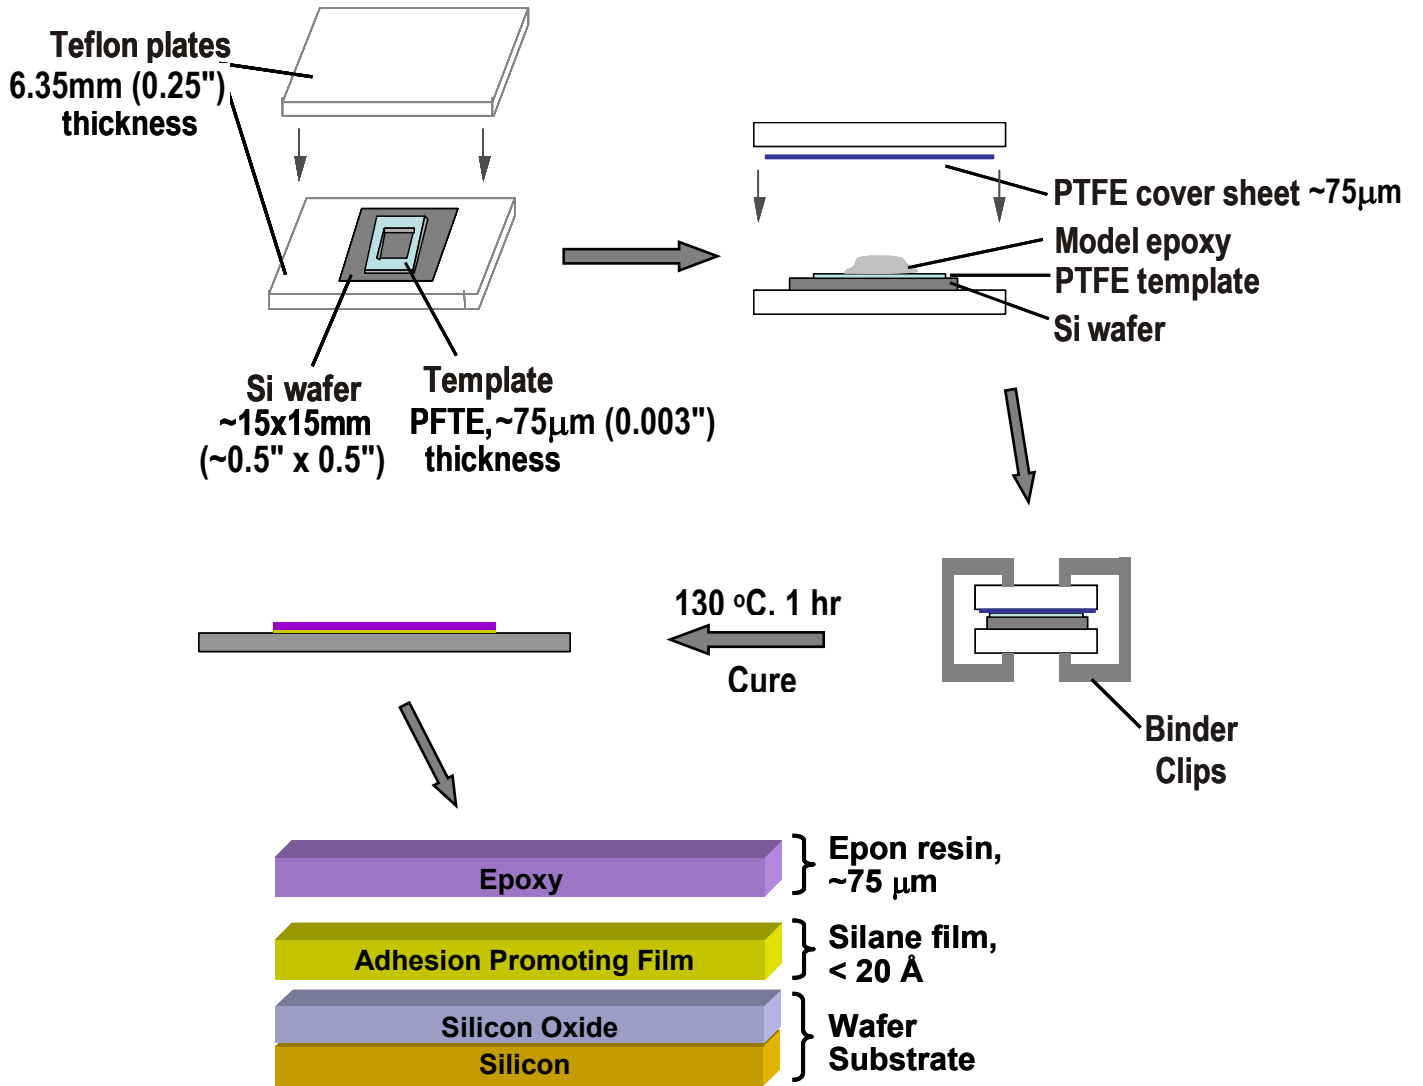 Teflon plates
6.35mm (0.25")
thickness
Si wafer
~15x15mm
(~0.5" x 0.5")
Template
PFTE, ~75μm (0.003")
thickness
PTFE cover sheet ~75μm
Model epoxy
PTFE template
Si wafer
Binder
Clips
130 °C. 1 hr
Cure
Epoxy
Epon resin,
~75 μm
Adhesion Promoting Film
Silane film,
< 20 Å
Silicon Oxide
Silicon
Wafer
Substrate